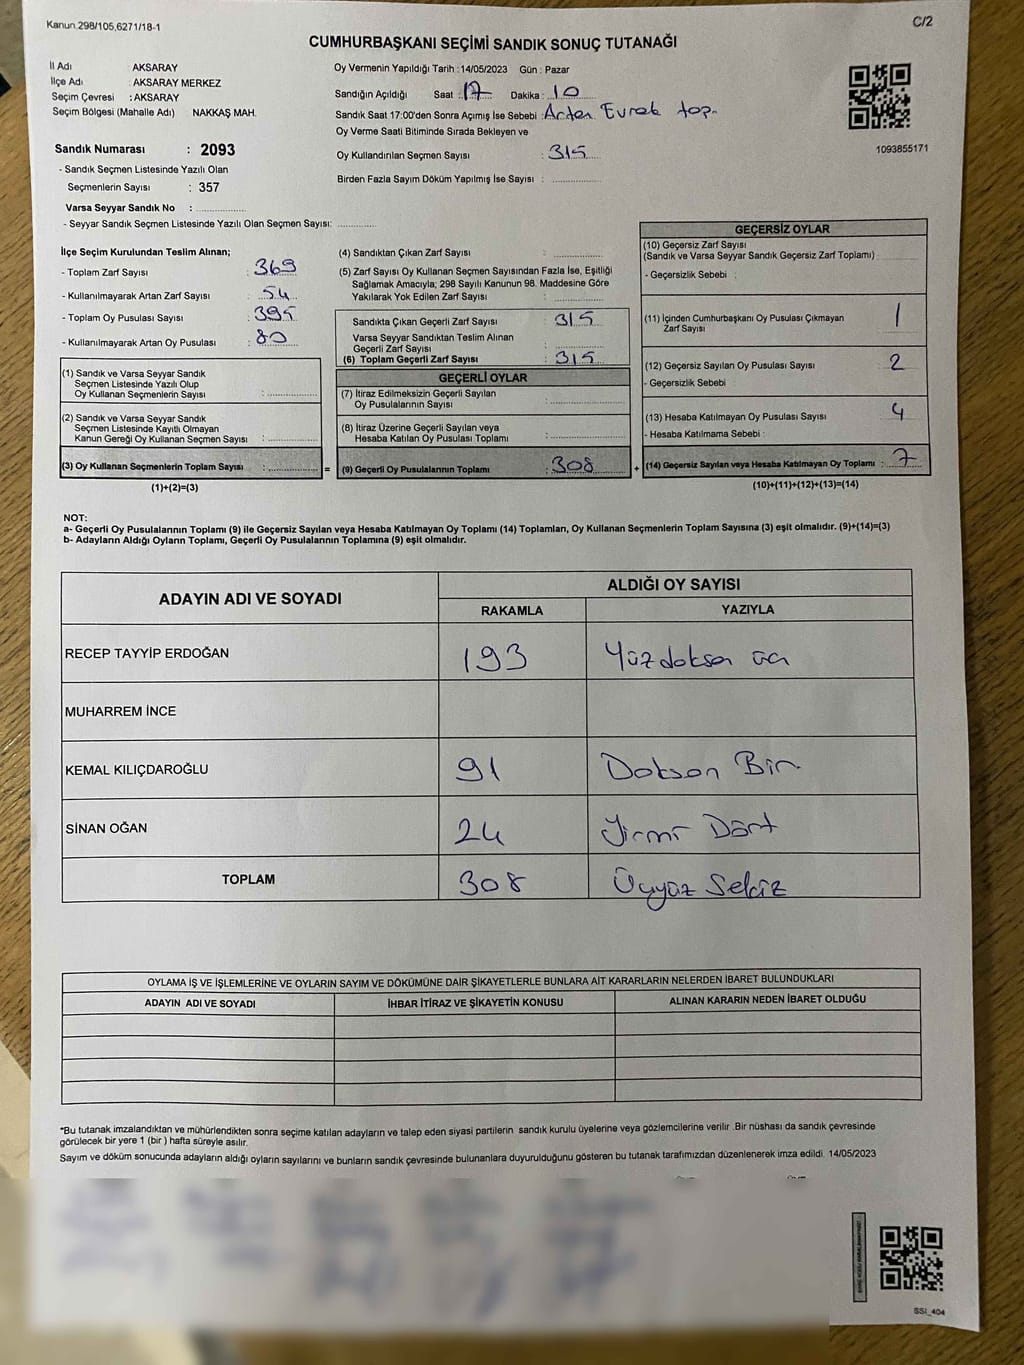 Kanun.298/105,6271/18-1
C/2
CUMHURBAŞKANI SEÇİMİ SANDIK SONUÇ TUTANAĞI
İl Adı : AKSARAY
İlçe Adı : AKSARAY MERKEZ
Seçim Çevresi : AKSARAY
Seçim Bölgesi (Mahalle Adı) NAKKAŞ MAH.
Sandık Numarası : 2093
- Sandık Seçmen Listesinde Yazılı Olan
Seçmenlerin Sayısı : 357
Varsa Seyyar Sandık No :
- Seyyar Sandık Seçmen Listesinde Yazılı Olan Seçmen Sayısı:
Oy Vermenin Yapıldığı Tarih : 14/05/2023 Gün : Pazar
Sandığın Açıldığı Saat : 17 Dakika : 10
Sandık Saat 17:00'den Sonra Açımış İse Sebebi : Artan Evrak top.
Oy Verme Saati Bitiminde Sırada Bekleyen ve
Oy Kullandırılan Seçmen Sayısı : 315
Birden Fazla Sayım Döküm Yapılmış İse Sayısı :
1093855171
İlçe Seçim Kurulundan Teslim Alınan;
- Toplam Zarf Sayısı : 369
- Kullanılmayarak Artan Zarf Sayısı : 54
- Toplam Oy Pusulası Sayısı : 395
- Kullanılmayarak Artan Oy Pusulası : 80
(1) Sandık ve Varsa Seyyar Sandık
Seçmen Listesinde Yazılı Olup
Oy Kullanan Seçmenlerin Sayısı :
(2) Sandık ve Varsa Seyyar Sandık
Seçmen Listesinde Kayıtlı Olmayan
Kanun Gereği Oy Kullanan Seçmen Sayısı :
(3) Oy Kullanan Seçmenlerin Toplam Sayısı : =
(1)+(2)=(3)
(4) Sandıktan Çıkan Zarf Sayısı :
(5) Zarf Sayısı Oy Kullanan Seçmen Sayısından Fazla İse, Eşitliği
Sağlamak Amacıyla; 298 Sayılı Kanunun 98. Maddesine Göre
Yakılarak Yok Edilen Zarf Sayısı :
Sandıkta Çıkan Geçerli Zarf Sayısı : 315
Varsa Seyyar Sandıktan Teslim Alınan
Geçerli Zarf Sayısı :
(6) Toplam Geçerli Zarf Sayısı : 315
GEÇERLİ OYLAR
(7) İtiraz Edilmeksizin Geçerli Sayılan
Oy Pusulalarının Sayısı :
(8) İtiraz Üzerine Geçerli Sayılan veya
Hesaba Katılan Oy Pusulası Toplamı :
(9) Geçerli Oy Pusulalarının Toplamı : 308 +
GEÇERSİZ OYLAR
(10) Geçersiz Zarf Sayısı
(Sandık ve Varsa Seyyar Sandık Geçersiz Zarf Toplamı)
- Geçersizlik Sebebi :
(11) İçinden Cumhurbaşkanı Oy Pusulası Çıkmayan
Zarf Sayısı 1
(12) Geçersiz Sayılan Oy Pusulası Sayısı 2
- Geçersizlik Sebebi
(13) Hesaba Katılmayan Oy Pusulası Sayısı 4
- Hesaba Katılmama Sebebi :
(14) Geçersiz Sayılan veya Hesaba Katılmayan Oy Toplamı : 7
(10)+(11)+(12)+(13)=(14)
NOT:
a- Geçerli Oy Pusulalarının Toplamı (9) ile Geçersiz Sayılan veya Hesaba Katılmayan Oy Toplamı (14) Toplamları, Oy Kullanan Seçmenlerin Toplam Sayısına (3) eşit olmalıdır. (9)+(14)=(3)
b- Adayların Aldığı Oyların Toplamı, Geçerli Oy Pusulalarının Toplamına (9) eşit olmalıdır.
ADAYIN ADI VE SOYADI ALDIĞI OY SAYISI
RAKAMLA YAZIYLA
RECEP TAYYİP ERDOĞAN 193 Yüzdoksan üç
MUHARREM İNCE
KEMAL KILIÇDAROĞLU 91 Doksan Bir
SİNAN OĞAN 24 Yirmi Dört
TOPLAM 308 Üçyüz Sekiz
OYLAMA İŞ VE İŞLEMLERİNE VE OYLARIN SAYIM VE DÖKÜMÜNE DAİR ŞİKAYETLERLE BUNLARA AİT KARARLARIN NELERDEN İBARET BULUNDUKLARI
ADAYIN ADI VE SOYADI İHBAR İTİRAZ VE ŞİKAYETİN KONUSU ALINAN KARARIN NEDEN İBARET OLDUĞU
*Bu tutanak imzalandıktan ve mühürlendikten sonra seçime katılan adayların ve talep eden siyasi partilerin sandık kurulu üyelerine veya gözlemcilerine verilir .Bir nüshası da sandık çevresinde
görülecek bir yere 1 (bir ) hafta süreyle asılır.
Sayım ve döküm sonucunda adayların aldığı oyların sayılarını ve bunların sandık çevresinde bulunanlara duyurulduğunu gösteren bu tutanak tarafımızdan düzenlenerek imza edildi. 14/05/2023
SSI_404